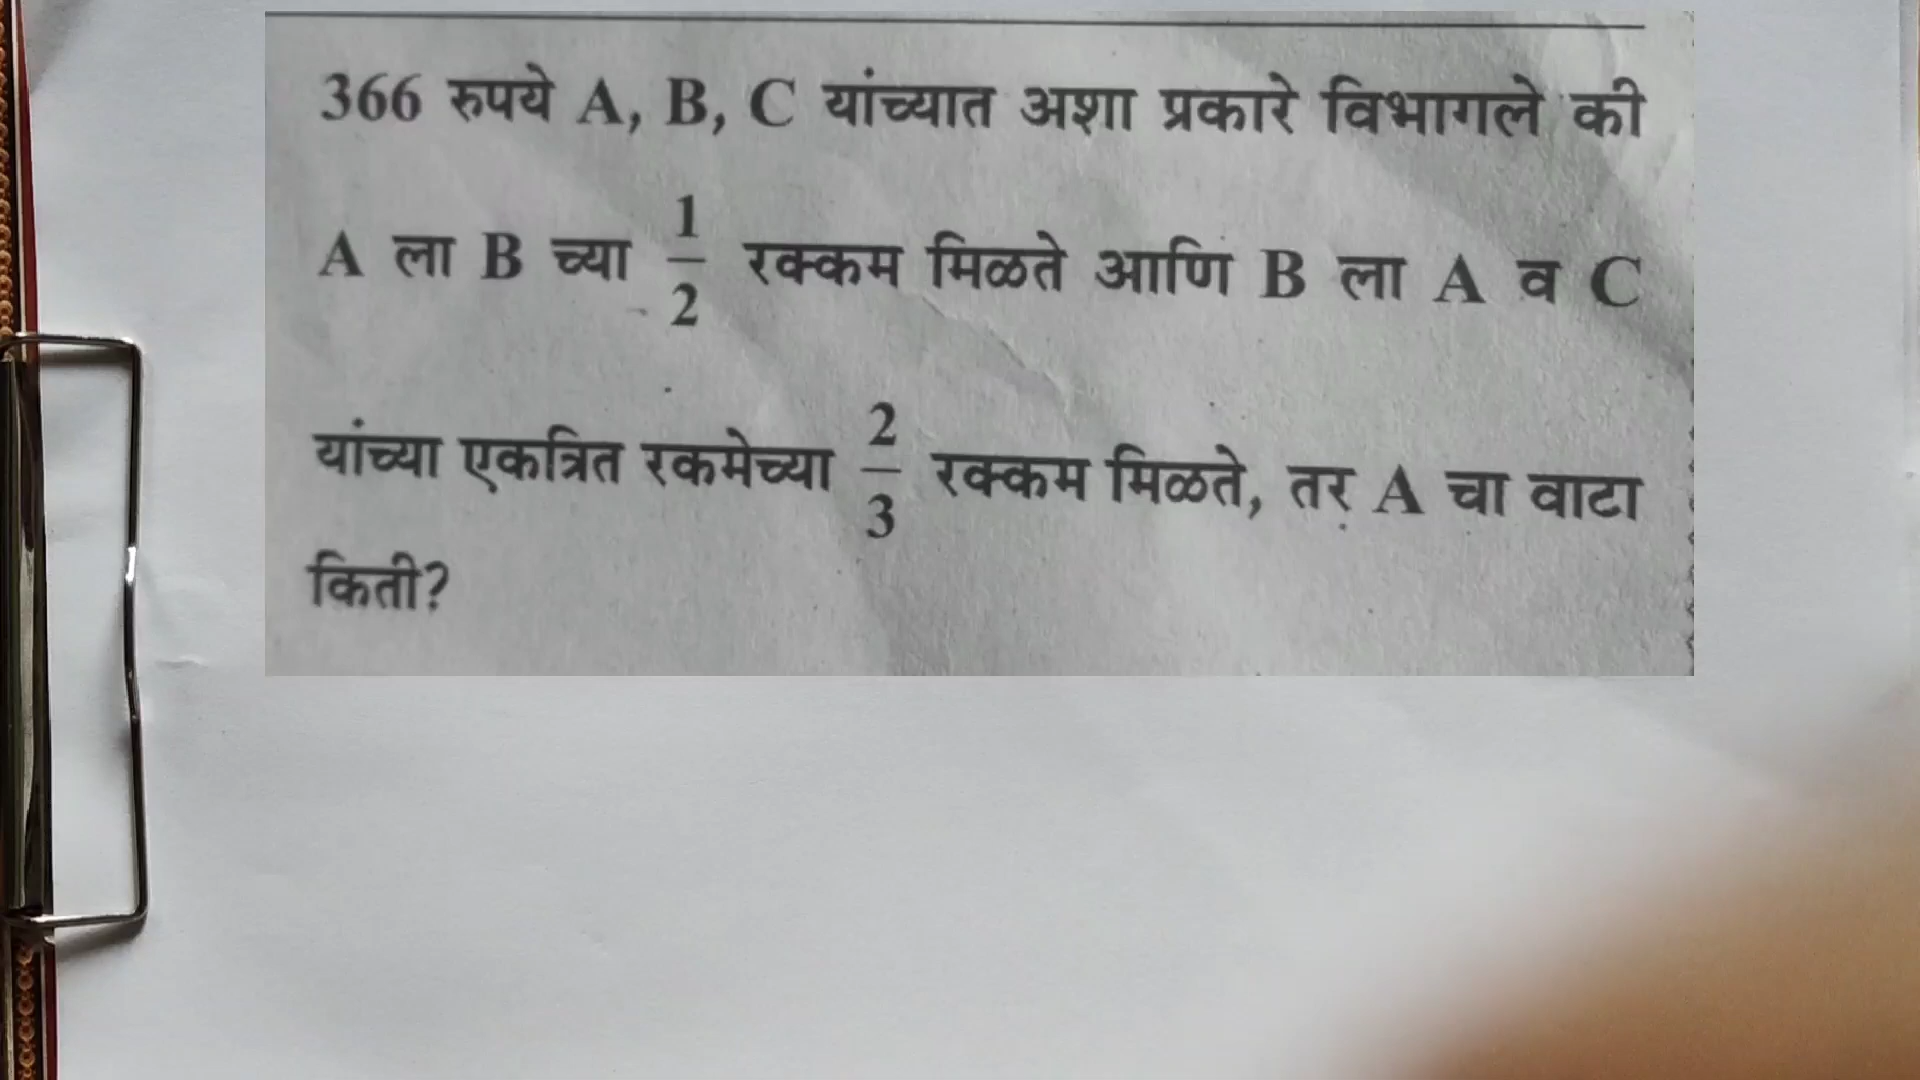 366 रुपये A, B, C यांच्यात अशा प्रकारे विभागले की
A ला B च्या 1/2 रक्कम मिळते आणि B ला A व C
यांच्या एकत्रित रकमेच्या 2/3 रक्कम मिळते, तर A चा वाटा
किती?